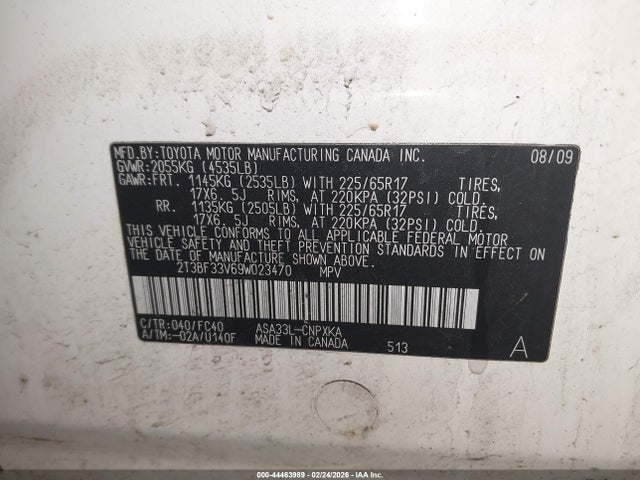 MFD.BY:TOYOTA MOTOR MANUFACTURING CANADA INC. 08/09
GVWR:2055KG (4535LB)
GAWR:FRT. 1145KG (2535LB) WITH 225/65R17 TIRES,
17X6.5J RIMS, AT 220KPA (32PSI) COLD.
RR. 1135KG (2505LB) WITH 225/65R17 TIRES,
17X6.5J RIMS, AT 220KPA (32PSI) COLD.
THIS VEHICLE CONFORMS TO ALL APPLICABLE FEDERAL MOTOR
VEHICLE SAFETY AND THEFT PREVENTION STANDARDS IN EFFECT ON
THE DATE OF MANUFACTURE SHOWN ABOVE.
2T3BF33V69W023470 MPV
C/TR:040/FC40 ASA33L-CNPXKA
A/TM:-02A/U140F MADE IN CANADA 513 A
000-44463989 - 02/24/2026 - IAA Inc.